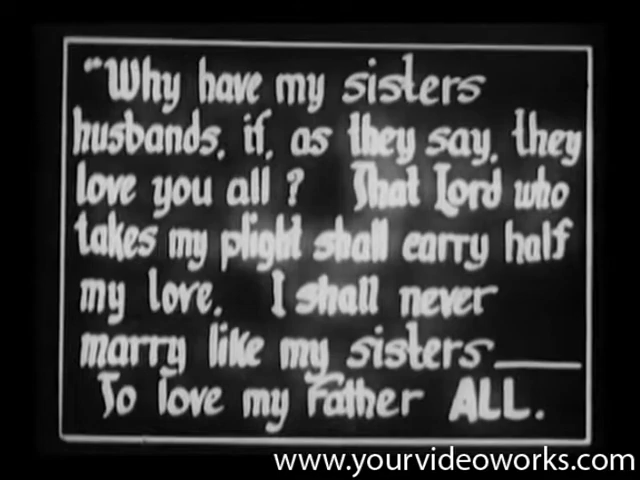 "Why have my sisters
husbands, if, as they say, they
love you all? That Lord who
takes my plight shall carry half
my love. I shall never
marry like my sisters____
To love my Father ALL.
www.yourvideoworks.com